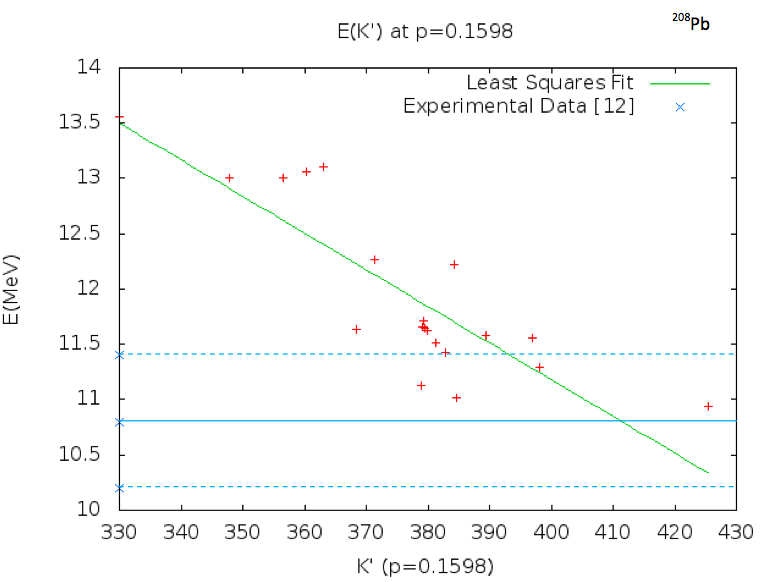 ²⁰⁸Pb
E(K') at p=0.1598
Least Squares Fit
Experimental Data [12]
E(MeV)
14
13.5
13
12.5
12
11.5
11
10.5
10
330 340 350 360 370 380 390 400 410 420 430
K' (p=0.1598)